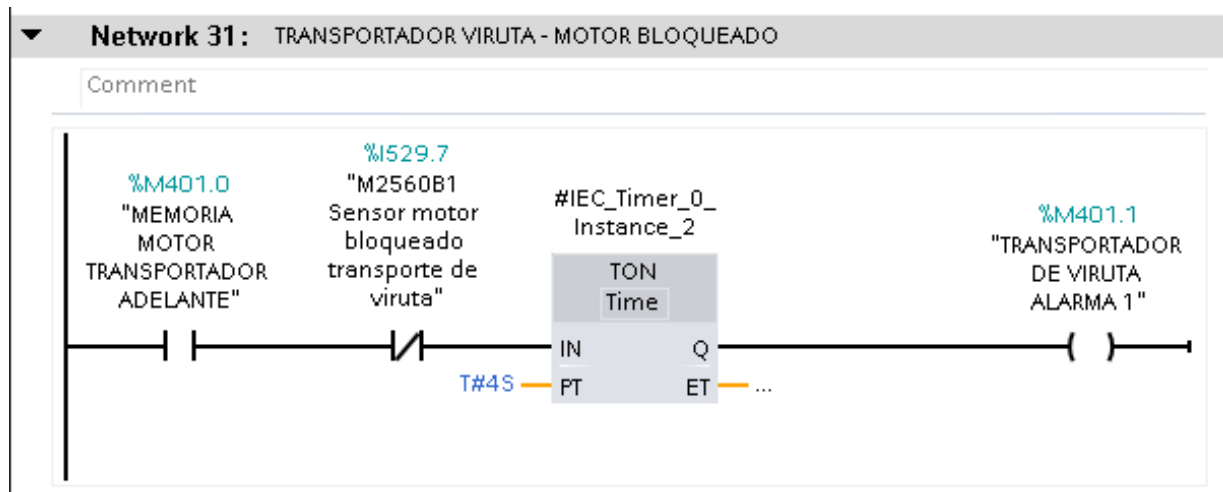 Network 31: TRANSPORTADOR VIRUTA - MOTOR BLOQUEADO
Comment
%M401.0
"MEMORIA
MOTOR
TRANSPORTADOR
ADELANTE"
%I529.7
"M2560B1
Sensor motor
bloqueado
transporte de
viruta"
#IEC_Timer_0_
Instance_2
TON
Time
IN
Q
T#4S
PT
ET
...
%M401.1
"TRANSPORTADOR
DE VIRUTA
ALARMA 1"